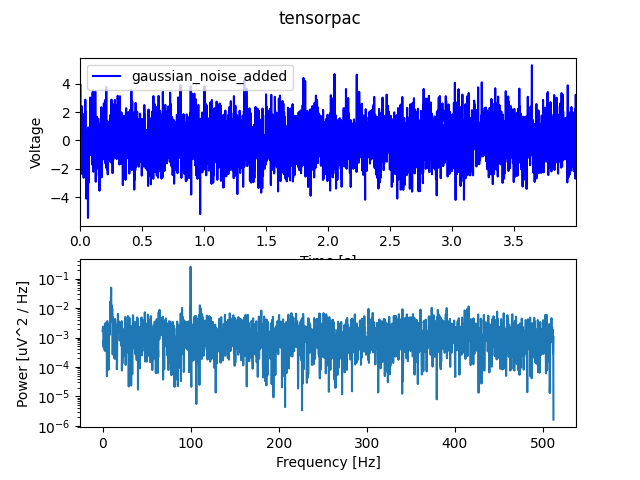 tensorpac
gaussian_noise_added
Voltage
4
2
0
−2
−4
0.0 0.5 1.0 1.5 2.0 2.5 3.0 3.5
Time [s]
Power [uV^2 / Hz]
10^-1
10^-2
10^-3
10^-4
10^-5
10^-6
0 100 200 300 400 500
Frequency [Hz]